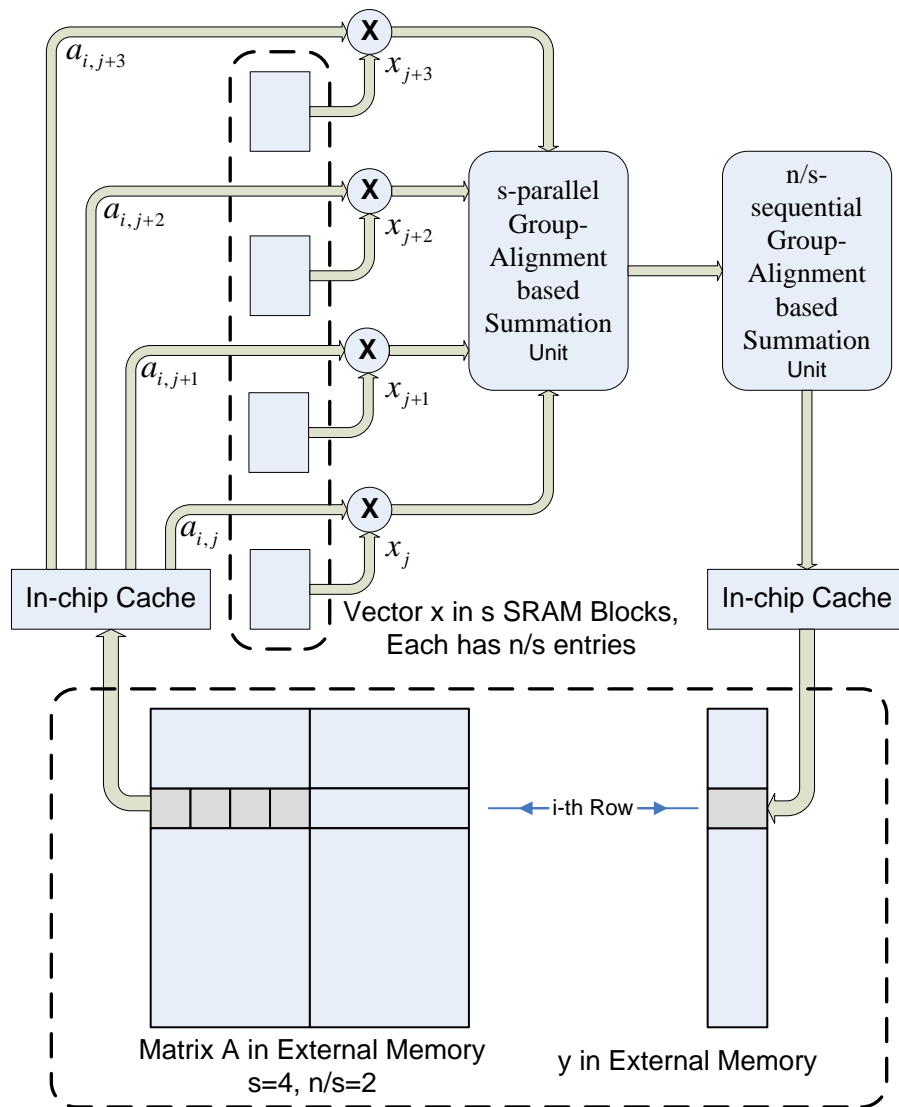 X
a_{i,j+3}
x_{j+3}
X
a_{i,j+2}
x_{j+2}
s-parallel
Group-
Alignment
based
Summation
Unit
n/s-
sequential
Group-
Alignment
based
Summation
Unit
X
a_{i,j+1}
x_{j+1}
X
a_{i,j}
x_j
In-chip Cache
In-chip Cache
Vector x in s SRAM Blocks,
Each has n/s entries
i-th Row
Matrix A in External Memory
s=4, n/s=2
y in External Memory